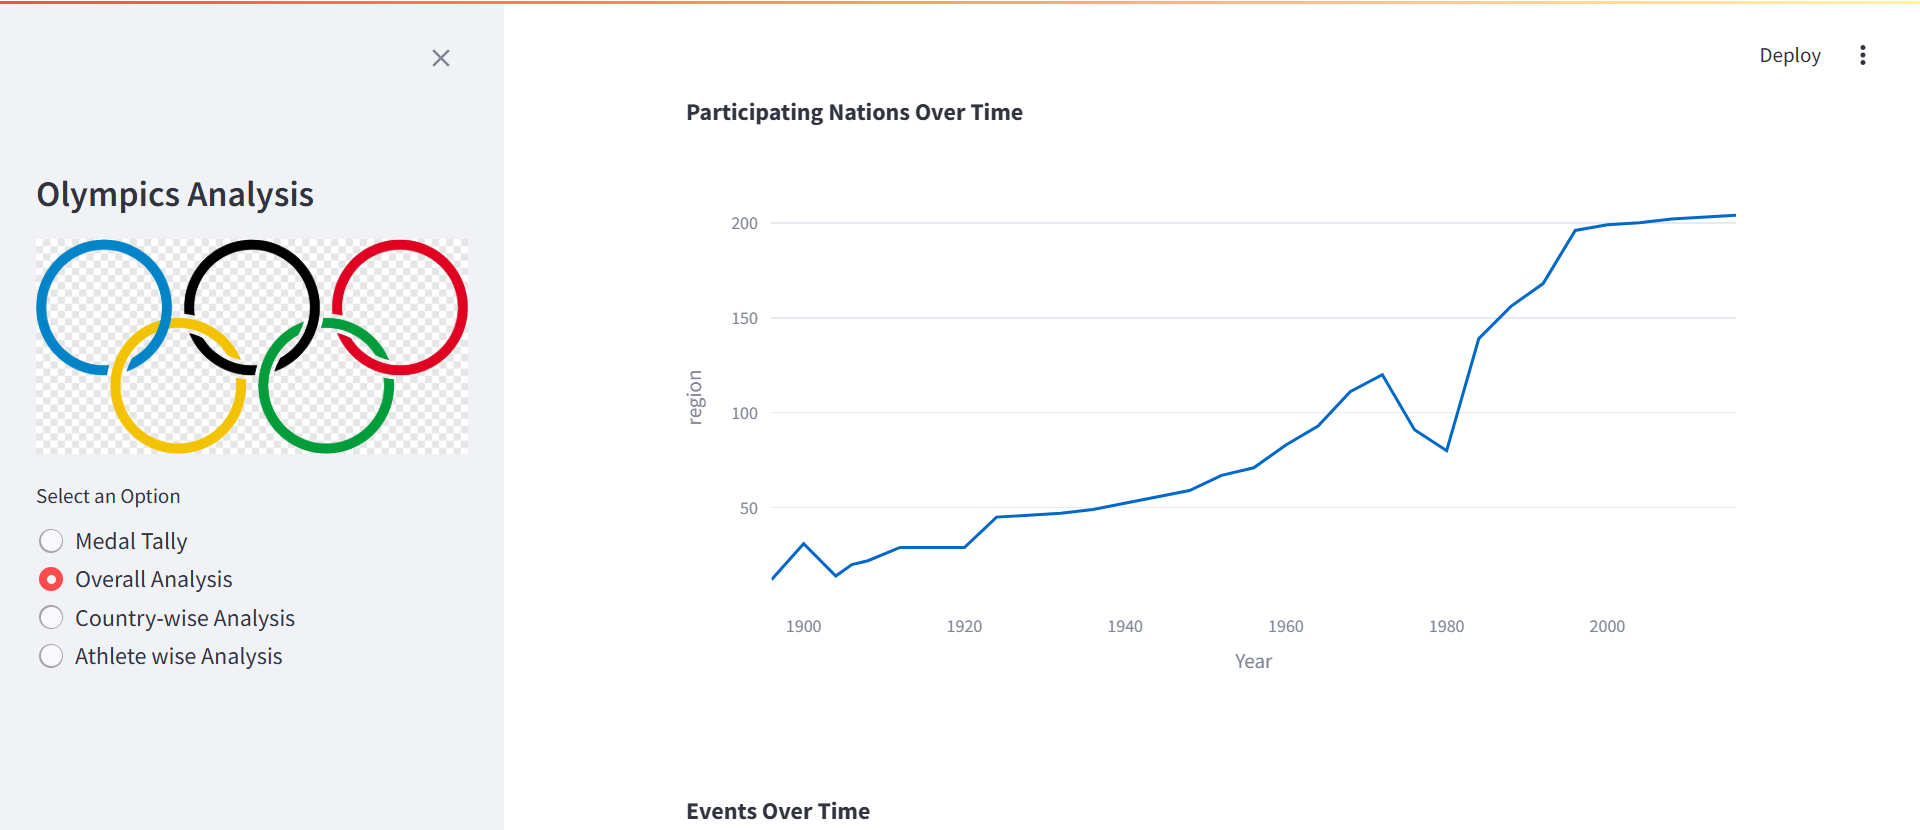 Deploy
Olympics Analysis
Select an Option
Medal Tally
Overall Analysis
Country-wise Analysis
Athlete wise Analysis
Participating Nations Over Time
200
150
100
50
region
1900 1920 1940 1960 1980 2000
Year
Events Over Time